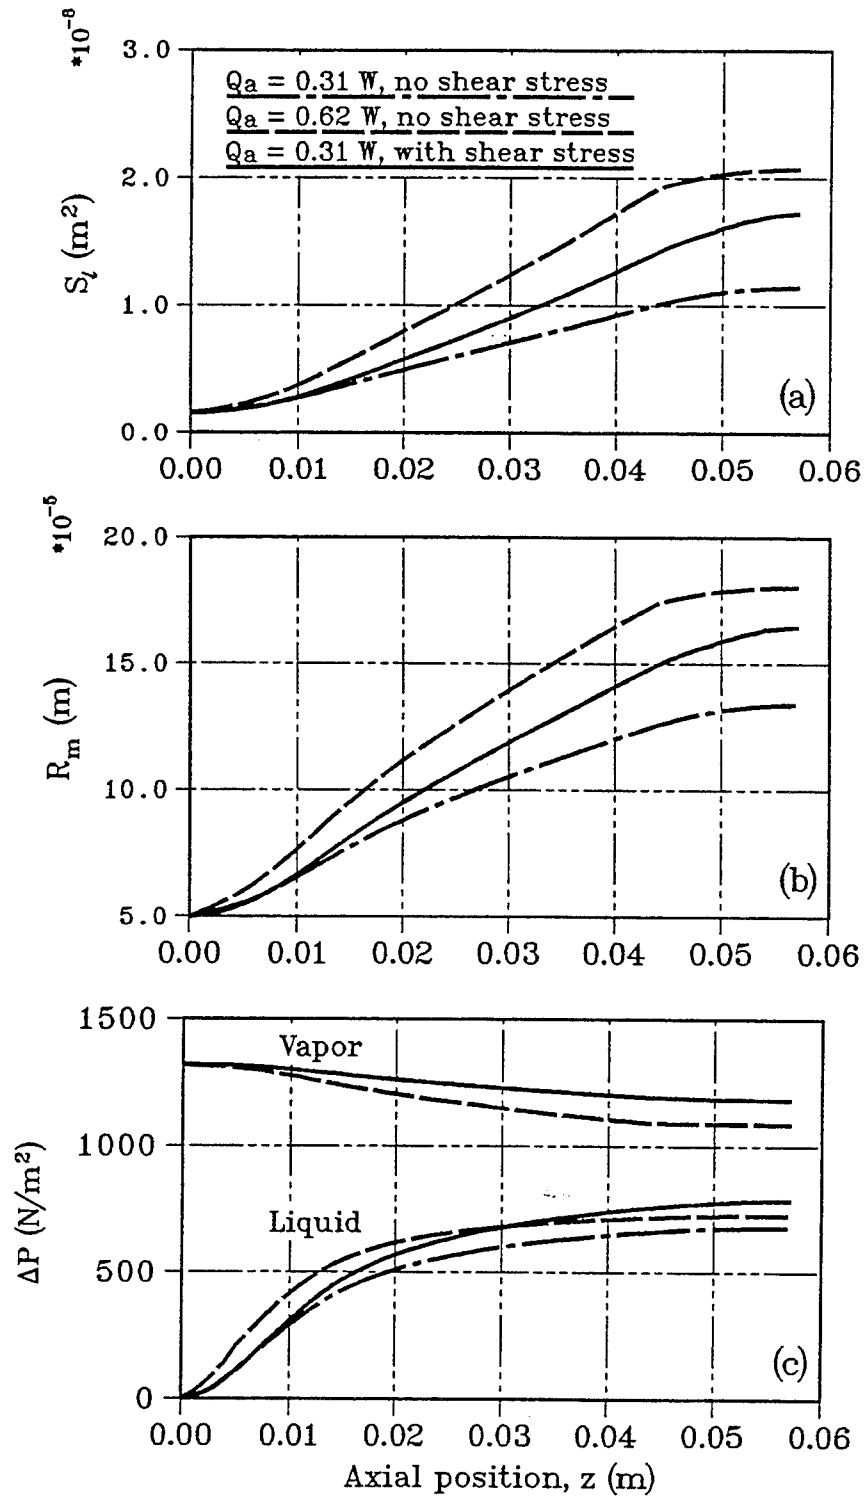 *10⁻⁸
3.0
Qa = 0.31 W, no shear stress
Qa = 0.62 W, no shear stress
Qa = 0.31 W, with shear stress
2.0
Sₗ (m²)
1.0
(a)
0.0
0.00 0.01 0.02 0.03 0.04 0.05 0.06
*10⁻⁵
20.0
15.0
Rₘ (m)
10.0
(b)
5.0
0.00 0.01 0.02 0.03 0.04 0.05 0.06
1500
Vapor
1000
Liquid
ΔP (N/m²)
500
(c)
0
0.00 0.01 0.02 0.03 0.04 0.05 0.06
Axial position, z (m)